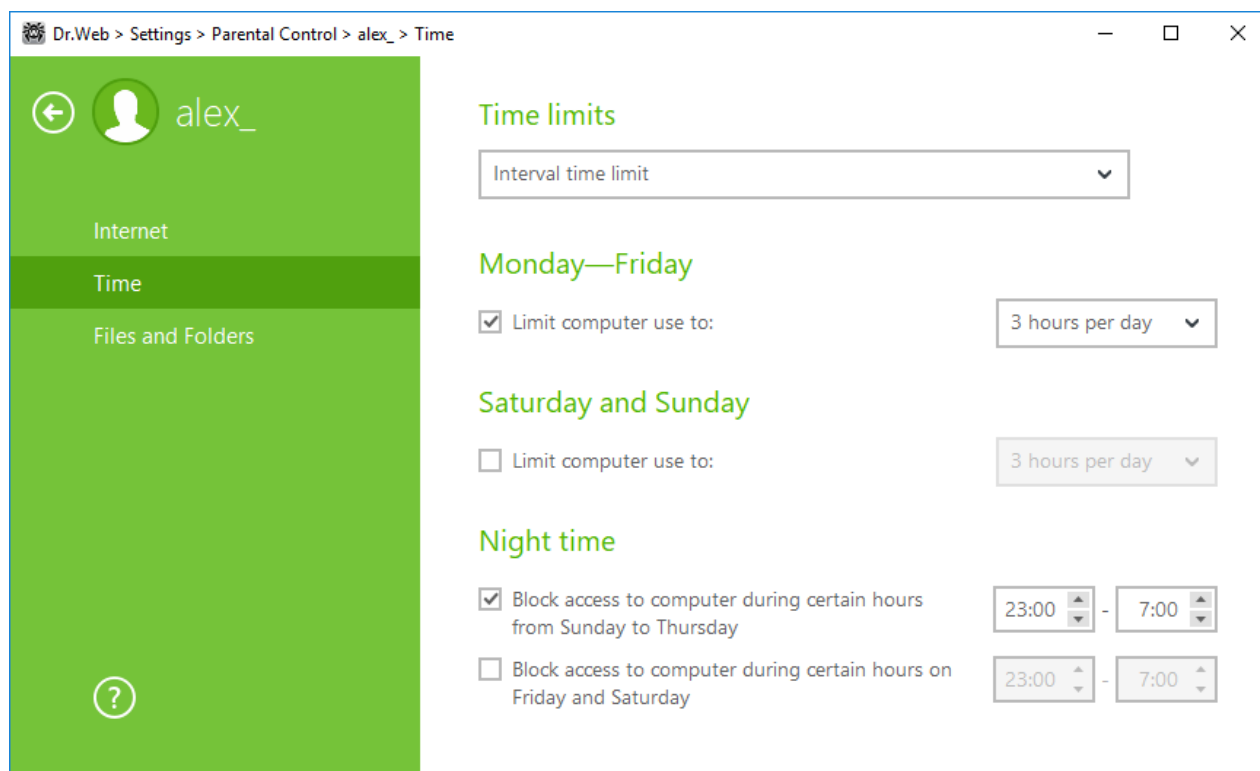 Dr.Web > Settings > Parental Control > alex_ > Time
alex_
Internet
Time
Files and Folders
?
Time limits
Interval time limit
Monday—Friday
Limit computer use to: 3 hours per day
Saturday and Sunday
Limit computer use to: 3 hours per day
Night time
Block access to computer during certain hours
from Sunday to Thursday
23:00 - 7:00
Block access to computer during certain hours on
Friday and Saturday
23:00 - 7:00